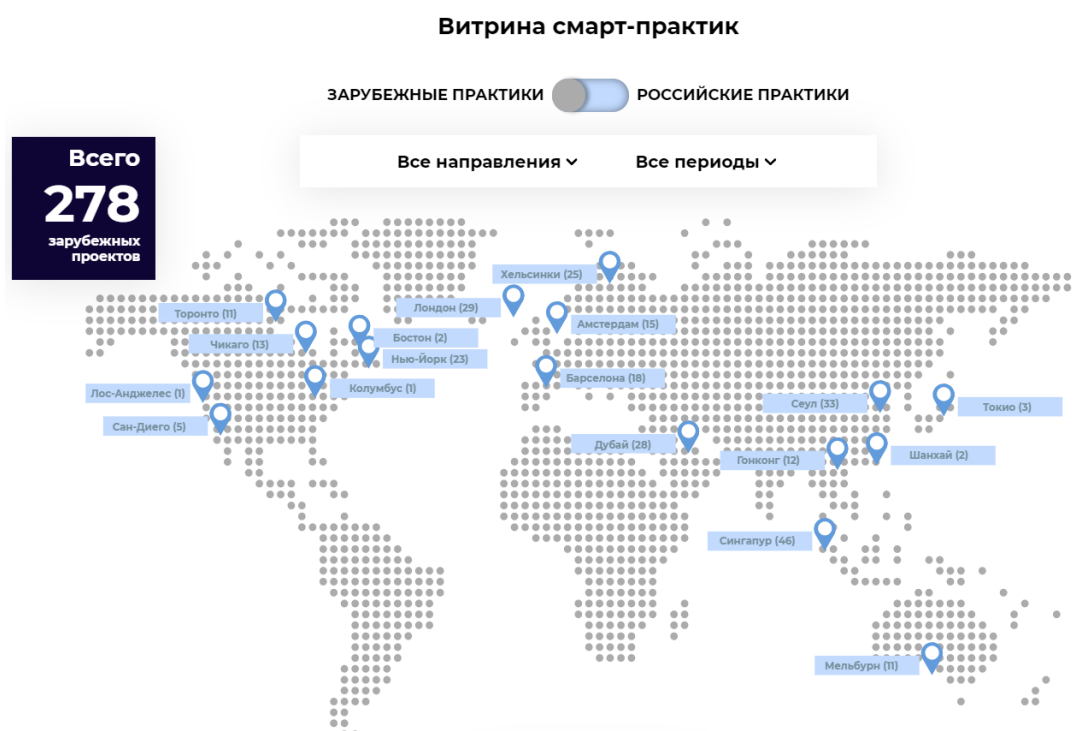 Витрина смарт-практик
ЗАРУБЕЖНЫЕ ПРАКТИКИ РОССИЙСКИЕ ПРАКТИКИ
Все направления Все периоды
Всего
278
зарубежных
проектов
Хельсинки (25)
Лондон (29)
Торонто (11)
Амстердам (15)
Бостон (2)
Чикаго (13)
Нью-Йорк (23)
Барселона (18)
Колумбус (1)
Лос-Анджелес (1)
Сеул (33)
Токио (3)
Сан-Диего (5)
Дубай (28)
Шанхай (2)
Гонконг (12)
Сингапур (46)
Мельбурн (11)